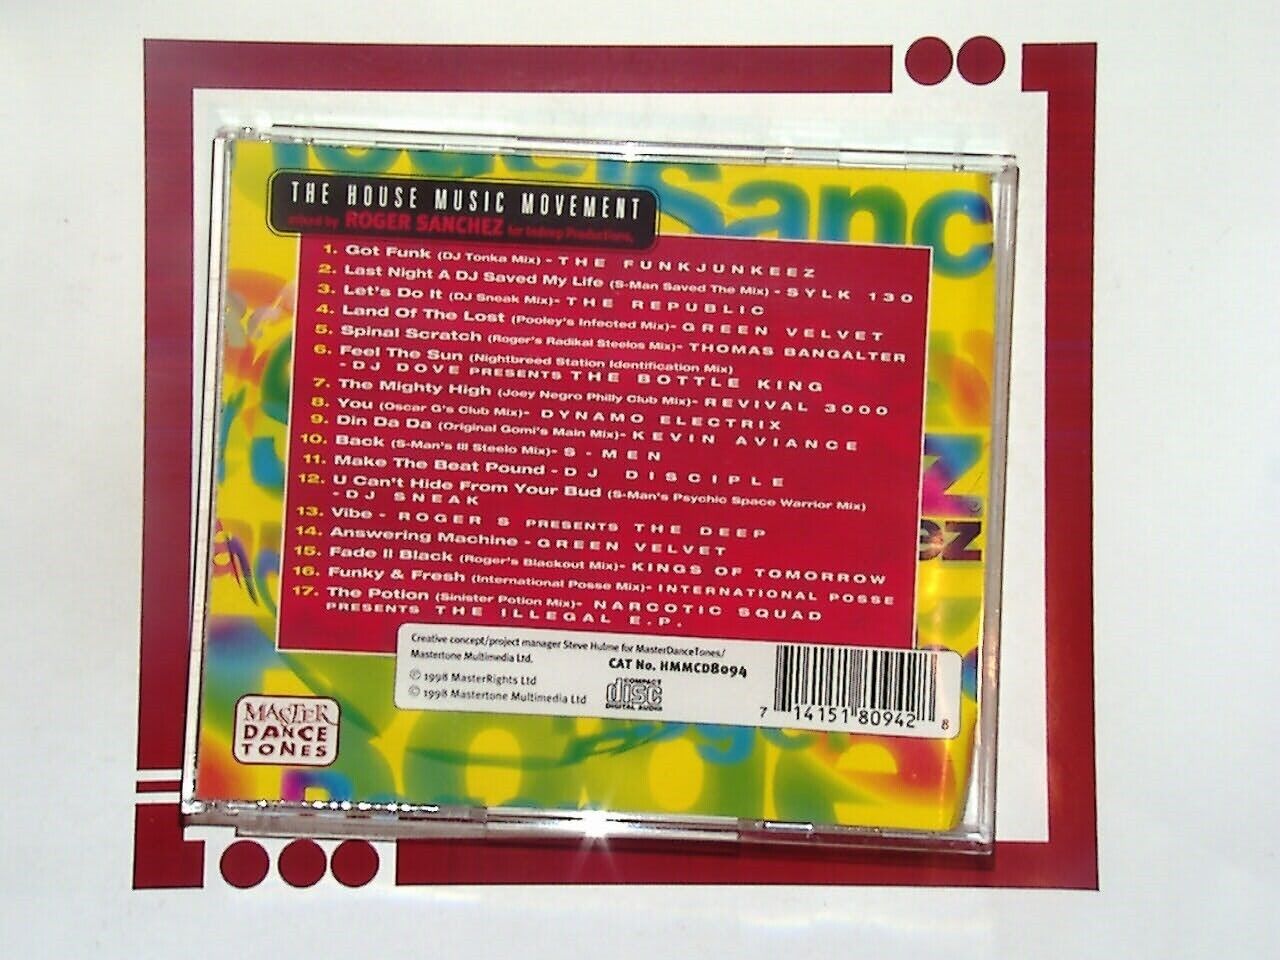 THE HOUSE MUSIC MOVEMENT
mixed by ROGER SANCHEZ for Indeep Productions.
1. Got Funk (DJ Tonka Mix) - THE FUNKJUNKEEZ
2. Last Night A DJ Saved My Life (S-Man Saved The Mix) - SYLK 130
3. Let's Do It (DJ Sneak Mix)- THE REPUBLIC
4. Land Of The Lost (Pooley's Infected Mix)- GREEN VELVET
5. Spinal Scratch (Roger's Radikal Steelos Mix)- THOMAS BANGALTER
6. Feel The Sun (Nightbreed Station Identification Mix)
- DJ DOVE PRESENTS THE BOTTLE KING
7. The Mighty High (Joey Negro Philly Club Mix)- REVIVAL 3000
8. You (Oscar G's Club Mix)- DYNAMO ELECTRIX
9. Din Da Da (Original Gomi's Main Mix)- KEVIN AVIANCE
10. Back (S-Man's Ill Steelo Mix)- S-MEN
11. Make The Beat Pound - DJ DISCIPLE
12. U Can't Hide From Your Bud (S-Man's Psychic Space Warrior Mix)
- DJ SNEAK
13. Vibe - ROGER S PRESENTS THE DEEP
14. Answering Machine - GREEN VELVET
15. Fade II Black (Roger's Blackout Mix)- KINGS OF TOMORROW
16. Funky & Fresh (International Posse Mix)- INTERNATIONAL POSSE
17. The Potion (Sinister Potion Mix)- NARCOTIC SQUAD
PRESENTS THE ILLEGAL E.P.
Creative concept/project manager Steve Hulme for MasterDanceTones/
Mastertone Multimedia Ltd.
CAT No. HMMCD8094
℗ 1998 MasterRights Ltd
© 1998 Mastertone Multimedia Ltd
COMPACT
disc
DIGITAL AUDIO
7 14151 80942 8
MASTER
DANCE
TONES